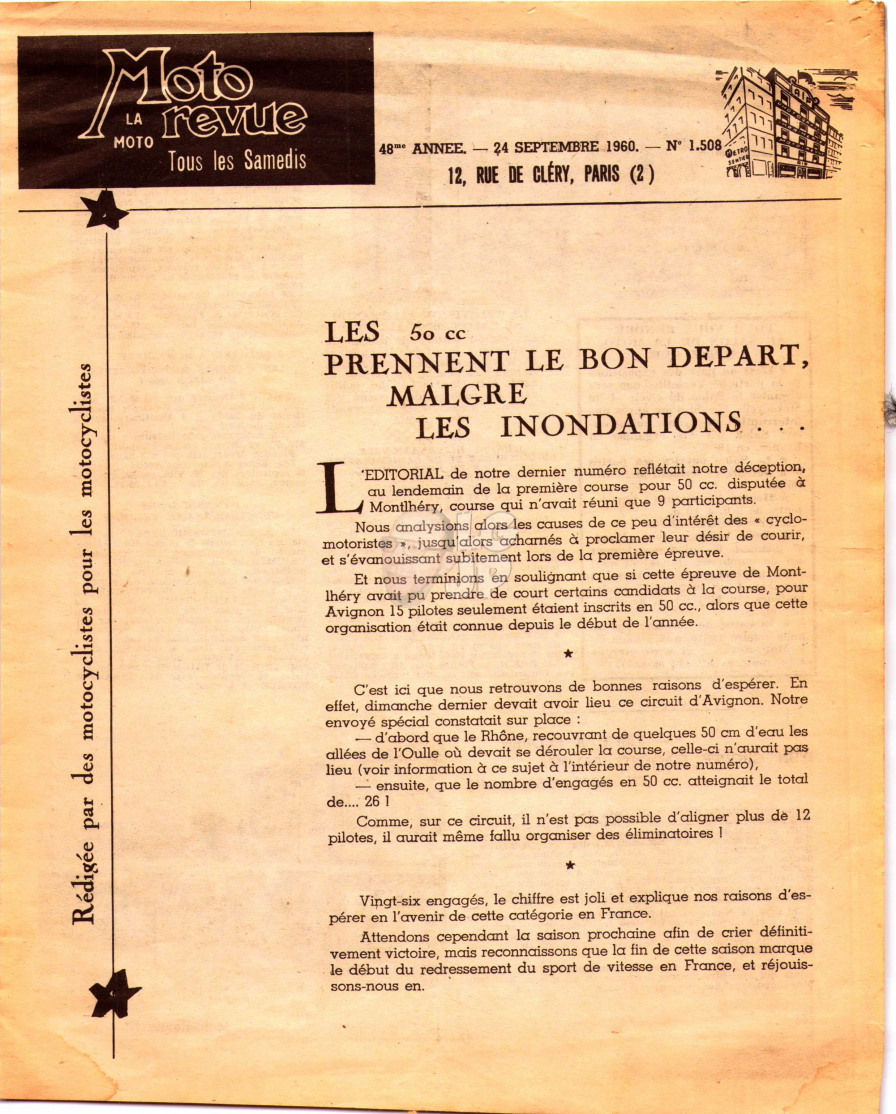 Moto
revue
LA
MOTO
Tous les Samedis
48me ANNEE. — 24 SEPTEMBRE 1960. — N° 1.508
12, RUE DE CLÉRY, PARIS (2)
METRO
SENTIER
Rédigée par des motocyclistes pour les motocyclistes
LES 50 cc
PRENNENT LE BON DEPART,
MALGRE
LES INONDATIONS . . .
L'EDITORIAL de notre dernier numéro reflétait notre déception,
au lendemain de la première course pour 50 cc. disputée à
Montlhéry, course qui n'avait réuni que 9 participants.
Nous analysions alors les causes de ce peu d'intérêt des « cyclo-
motoristes », jusqu'alors acharnés à proclamer leur désir de courir,
et s'évanouissant subitement lors de la première épreuve.
Et nous terminions en soulignant que si cette épreuve de Mont-
lhéry avait pu prendre de court certains candidats à la course, pour
Avignon 15 pilotes seulement étaient inscrits en 50 cc., alors que cette
organisation était connue depuis le début de l'année.
★
C'est ici que nous retrouvons de bonnes raisons d'espérer. En
effet, dimanche dernier devait avoir lieu ce circuit d'Avignon. Notre
envoyé spécial constatait sur place :
— d'abord que le Rhône, recouvrant de quelques 50 cm d'eau les
allées de l'Oulle où devait se dérouler la course, celle-ci n'aurait pas
lieu (voir information à ce sujet à l'intérieur de notre numéro),
— ensuite, que le nombre d'engagés en 50 cc. atteignait le total
de.... 26 !
Comme, sur ce circuit, il n'est pas possible d'aligner plus de 12
pilotes, il aurait même fallu organiser des éliminatoires !
★
Vingt-six engagés, le chiffre est joli et explique nos raisons d'es-
pérer en l'avenir de cette catégorie en France.
Attendons cependant la saison prochaine afin de crier définiti-
vement victoire, mais reconnaissons que la fin de cette saison marque
le début du redressement du sport de vitesse en France, et réjouis-
sons-nous en.